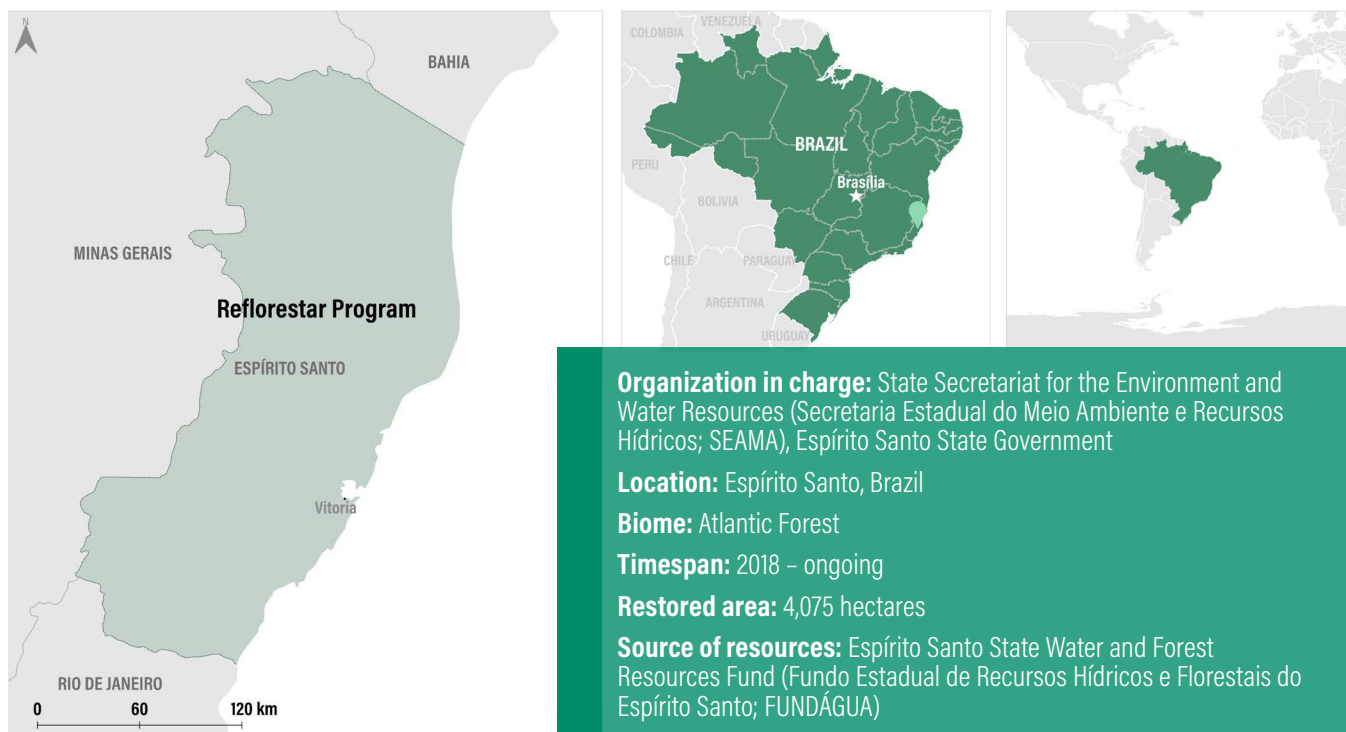 N
BAHIA
MINAS GERAIS
Reflorestar Program
ESPÍRITO SANTO
Vitoria
RIO DE JANEIRO
0 60 120 km
VENEZUELA
COLOMBIA
BRAZIL
PERU
Brasília
BOLIVIA
CHILE
PARAGUAY
ARGENTINA
URUGUAY
Organization in charge: State Secretariat for the Environment and
Water Resources (Secretaria Estadual do Meio Ambiente e Recursos
Hídricos; SEAMA), Espírito Santo State Government
Location: Espírito Santo, Brazil
Biome: Atlantic Forest
Timespan: 2018 – ongoing
Restored area: 4,075 hectares
Source of resources: Espírito Santo State Water and Forest
Resources Fund (Fundo Estadual de Recursos Hídricos e Florestais do
Espírito Santo; FUNDÁGUA)